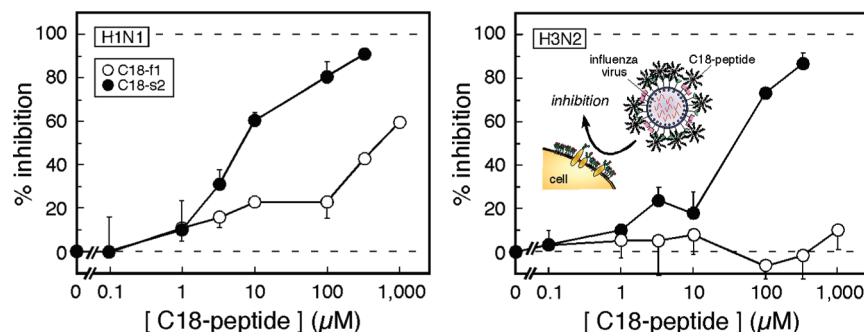 H1N1
C18-f1
C18-s2
% inhibition
100
80
60
40
20
0
0 0.1 1 10 100 1,000
[ C18-peptide ] (µM)
H3N2
influenza
virus
C18-peptide
inhibition
cell
% inhibition
100
80
60
40
20
0
0 0.1 1 10 100 1,000
[ C18-peptide ] (µM)